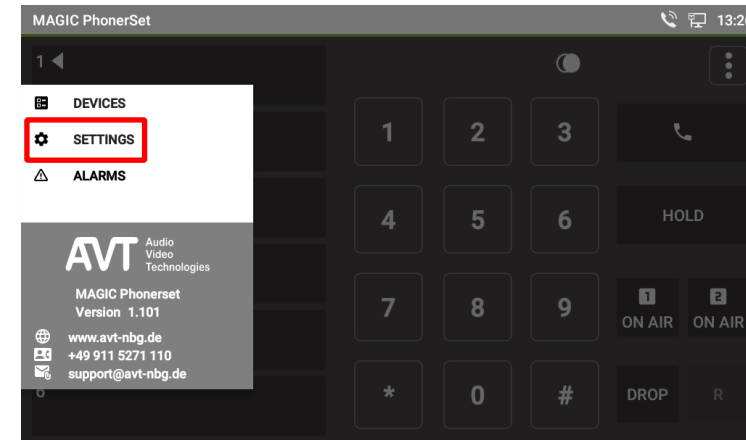 MAGIC PhonerSet 13:20
1
DEVICES
SETTINGS
ALARMS
AVT Audio
Video
Technologies
MAGIC Phonerset
Version 1.101
www.avt-nbg.de
+49 911 5271 110
support@avt-nbg.de
6
1 2 3
4 5 6 HOLD
7 8 9 1 2
ON AIR ON AIR
* 0 # DROP R